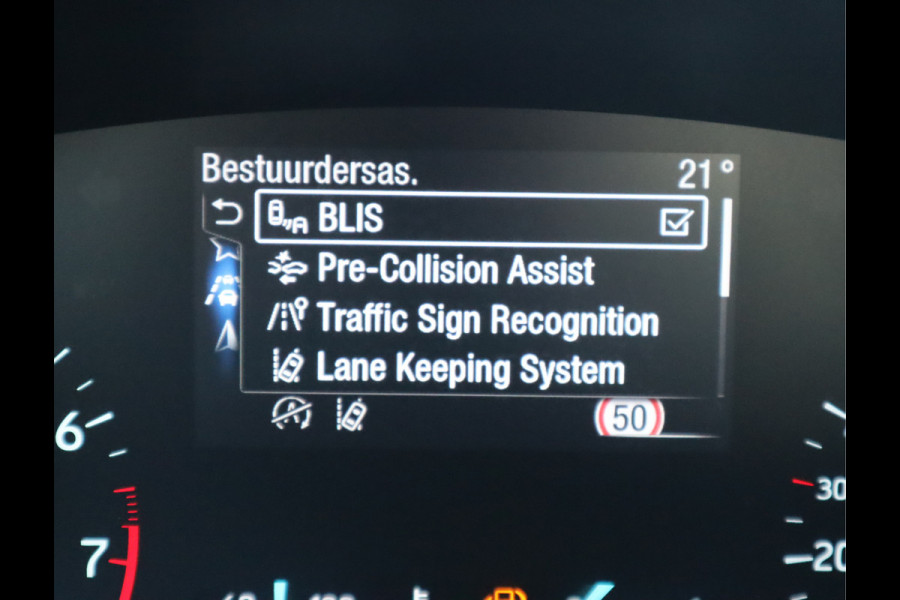 Bestuurdersas. 21°
BLIS
Pre-Collision Assist
Traffic Sign Recognition
Lane Keeping System
A
50
6
7
30
20